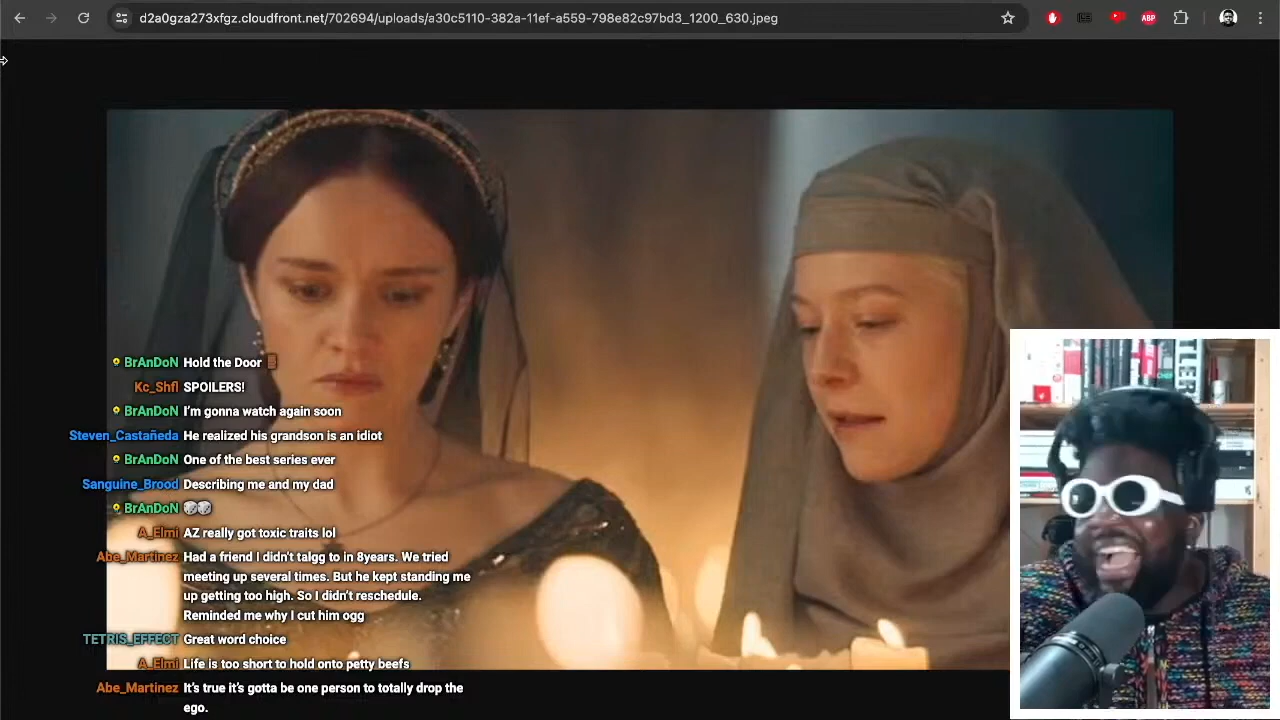 d2a0gza273xfgz.cloudfront.net/702894/uploads/a30c5110-382a-11ef-a559-798e82c97bd3_1200_630.jpeg
ABP
BrAnDoN Hold the Door
Kc_Shfl SPOILERS!
BrAnDoN I'm gonna watch again soon
Steven_Castañeda He realized his grandson is an idiot
BrAnDoN One of the best series ever
Sanguine_Brood Describing me and my dad
BrAnDoN
A_Elmi AZ really got toxic traits lol
Abe_Martinez Had a friend I didn't talgg to in 8years. We tried
meeting up several times. But he kept standing me
up getting too high. So I didn't reschedule.
Reminded me why I cut him ogg
TETRIS_EFFECT Great word choice
A_Elmi Life is too short to hold onto petty beefs
Abe_Martinez It's true it's gotta be one person to totally drop the
ego.